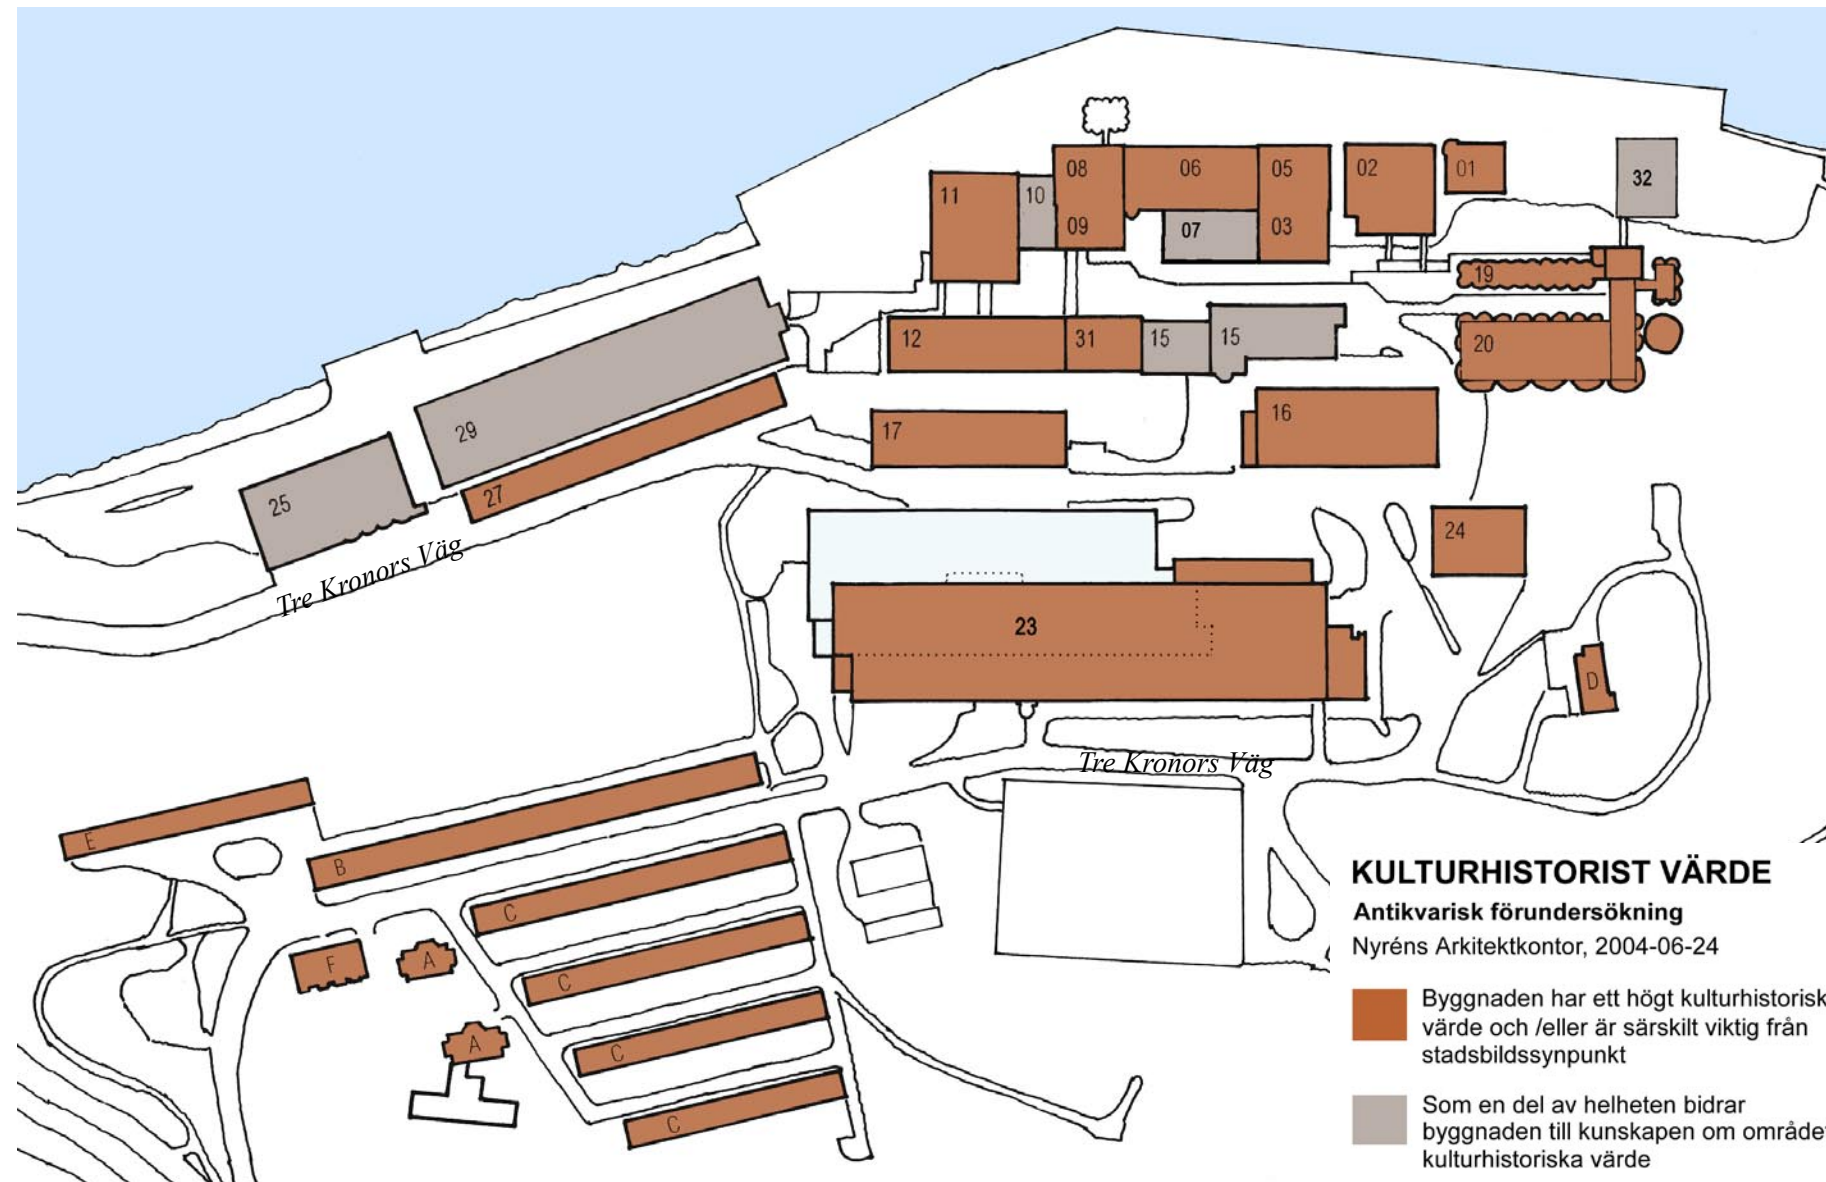 08
06
05
02
01
32
11
10
09
07
03
19
12
31
15
15
20
29
17
16
25
27
24
Tre Kronors Väg
23
D
Tre Kronors Väg
E
B
C
KULTURHISTORIST VÄRDE
Antikvarisk förundersökning
Nyréns Arkitektkontor, 2004-06-24
F
A
C
Byggnaden har ett högt kulturhistorisk
värde och /eller är särskilt viktig från
stadsbildssynpunkt
A
C
C
Som en del av helheten bidrar
byggnaden till kunskapen om område
kulturhistoriska värde